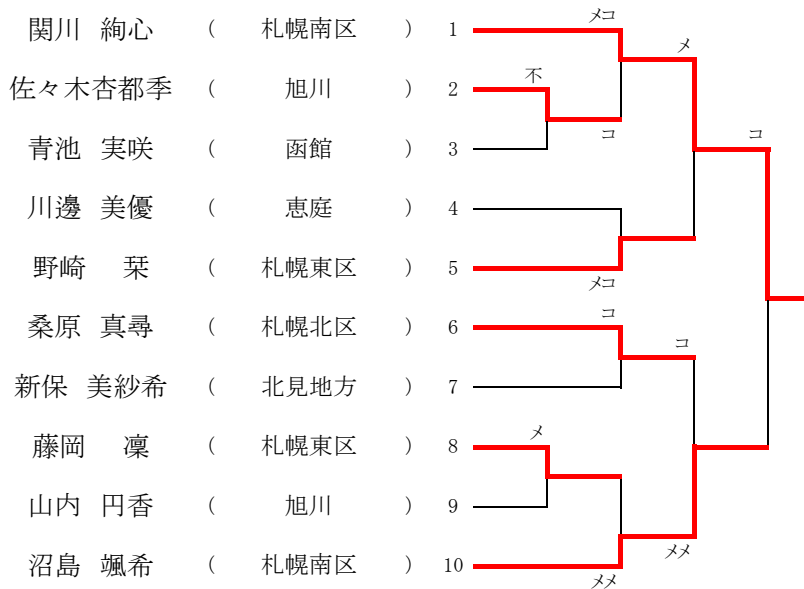 関川 絢心 ( 札幌南区 ) 1
佐々木杏都季 ( 旭川 ) 2
青池 実咲 ( 函館 ) 3
川邊 美優 ( 恵庭 ) 4
野崎 栞 ( 札幌東区 ) 5
桑原 真尋 ( 札幌北区 ) 6
新保 美紗希 ( 北見地方 ) 7
藤岡 凜 ( 札幌東区 ) 8
山内 円香 ( 旭川 ) 9
沼島 颯希 ( 札幌南区 ) 10
メコ
メ
不
コ
コ
メコ
コ
コ
メ
メメ
メメ